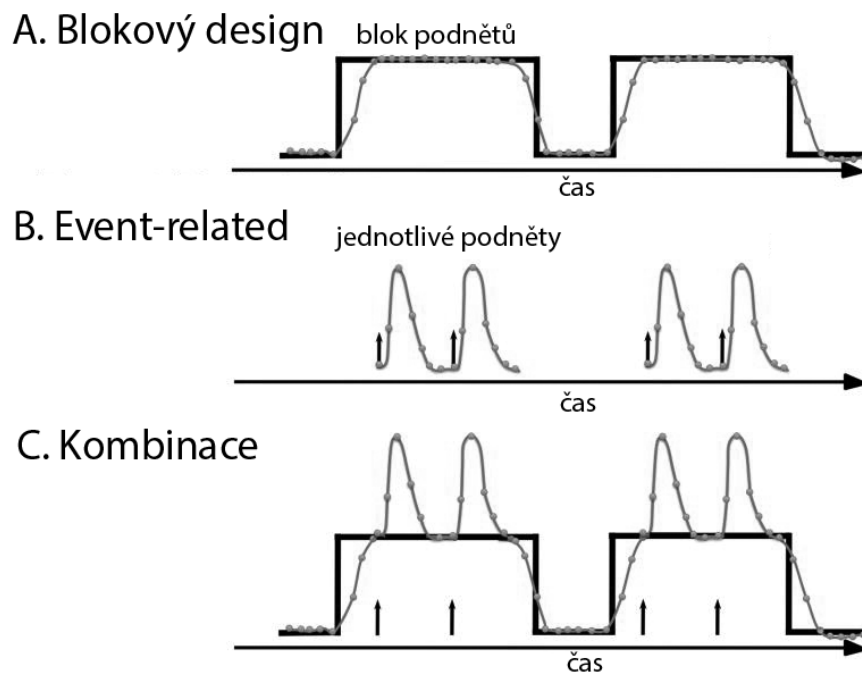 A. Blokový design
blok podnětů
čas
B. Event-related
jednotlivé podněty
čas
C. Kombinace
čas